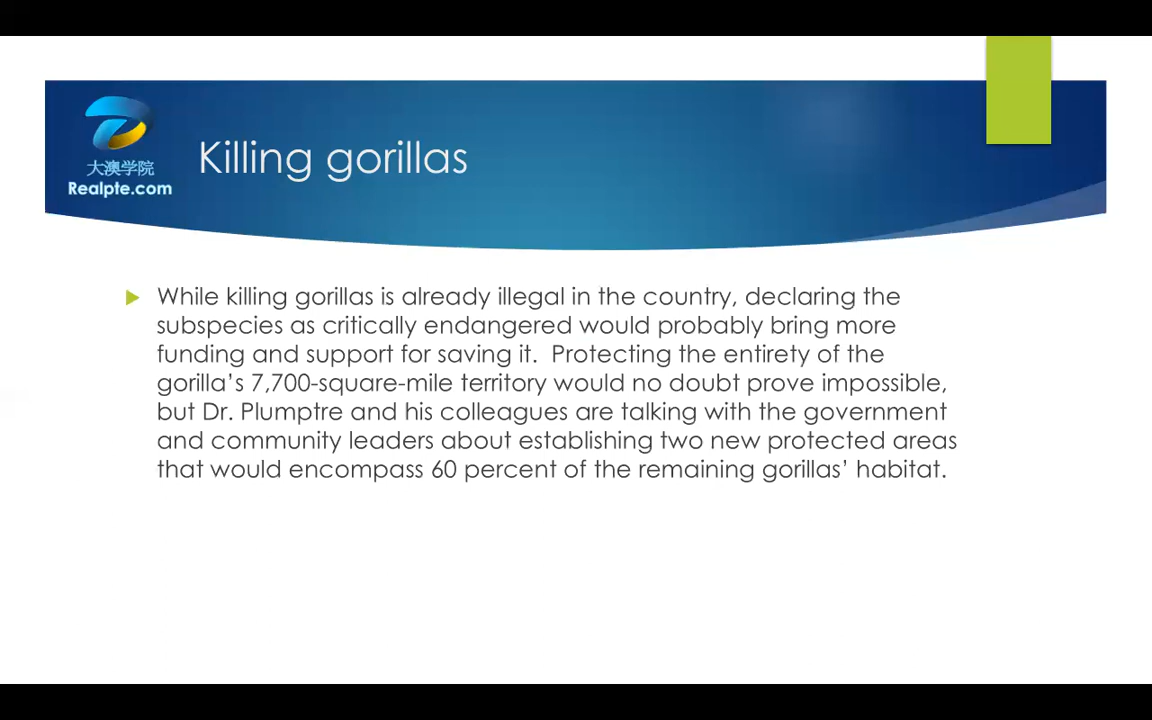 大澳学院
Realpte.com
Killing gorillas
While killing gorillas is already illegal in the country, declaring the
subspecies as critically endangered would probably bring more
funding and support for saving it.  Protecting the entirety of the
gorilla’s 7,700-square-mile territory would no doubt prove impossible,
but Dr. Plumptre and his colleagues are talking with the government
and community leaders about establishing two new protected areas
that would encompass 60 percent of the remaining gorillas’ habitat.